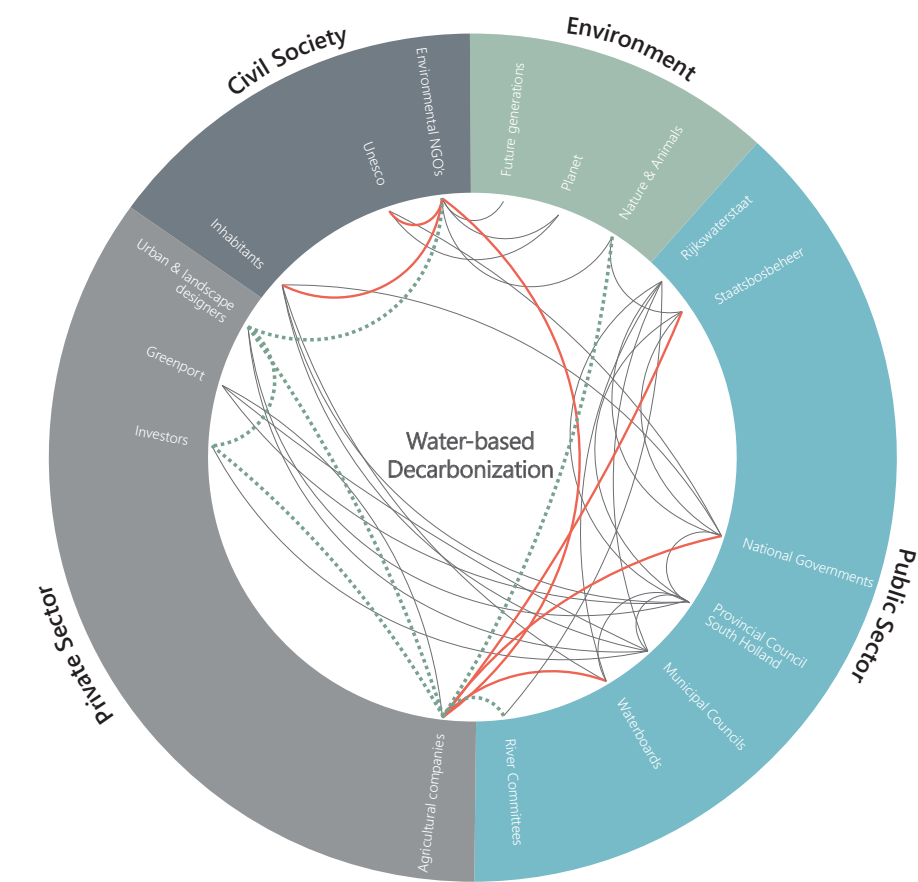 Civil Society
Environment
Environmental NGO's
Unesco
Inhabitants
Future generations
Planet
Nature & Animals
Rijkswaterstaat
Staatsbosbeheer
Urban & landscape
designers
Greenport
Investors
Water-based
Decarbonization
National Governments
Provincial Council
South Holland
Municipal Councils
Waterboards
River Committees
Agricultural companies
Private Sector
Public Sector